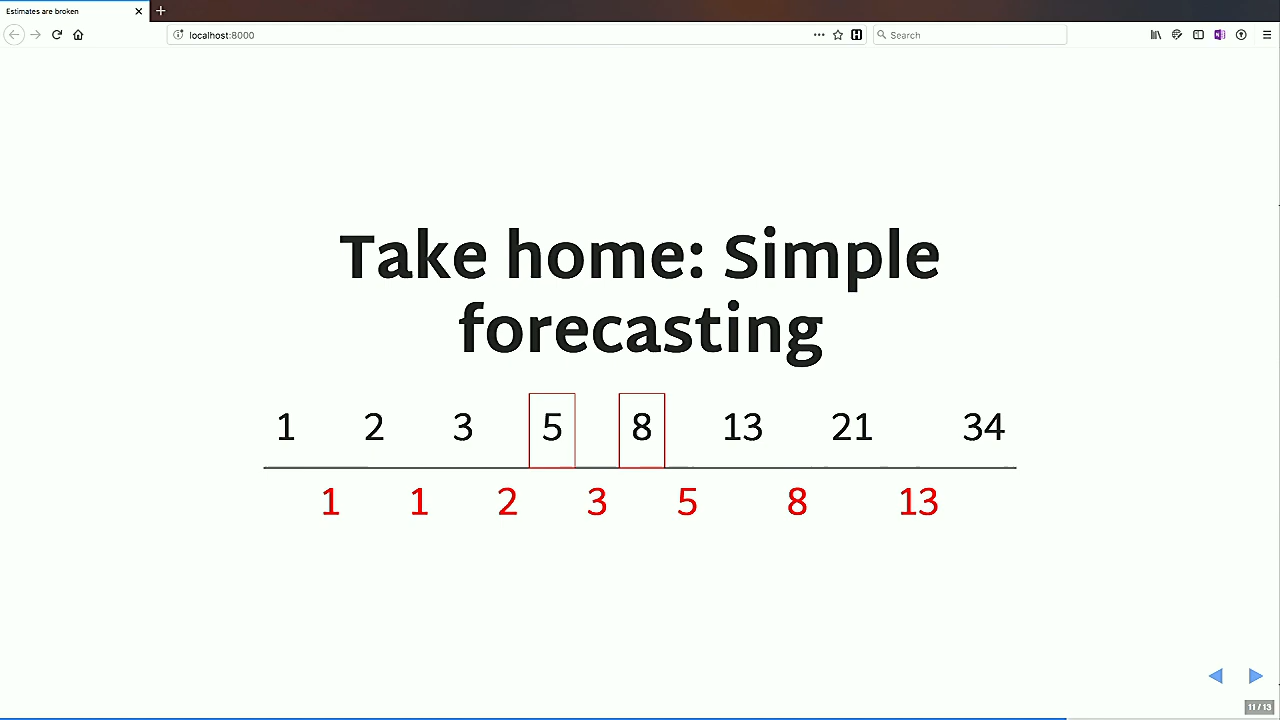 Estimates are broken
localhost:8000
Search
Take home: Simple
forecasting
1 2 3 5 8 13 21 34
1 1 2 3 5 8 13
11 / 13